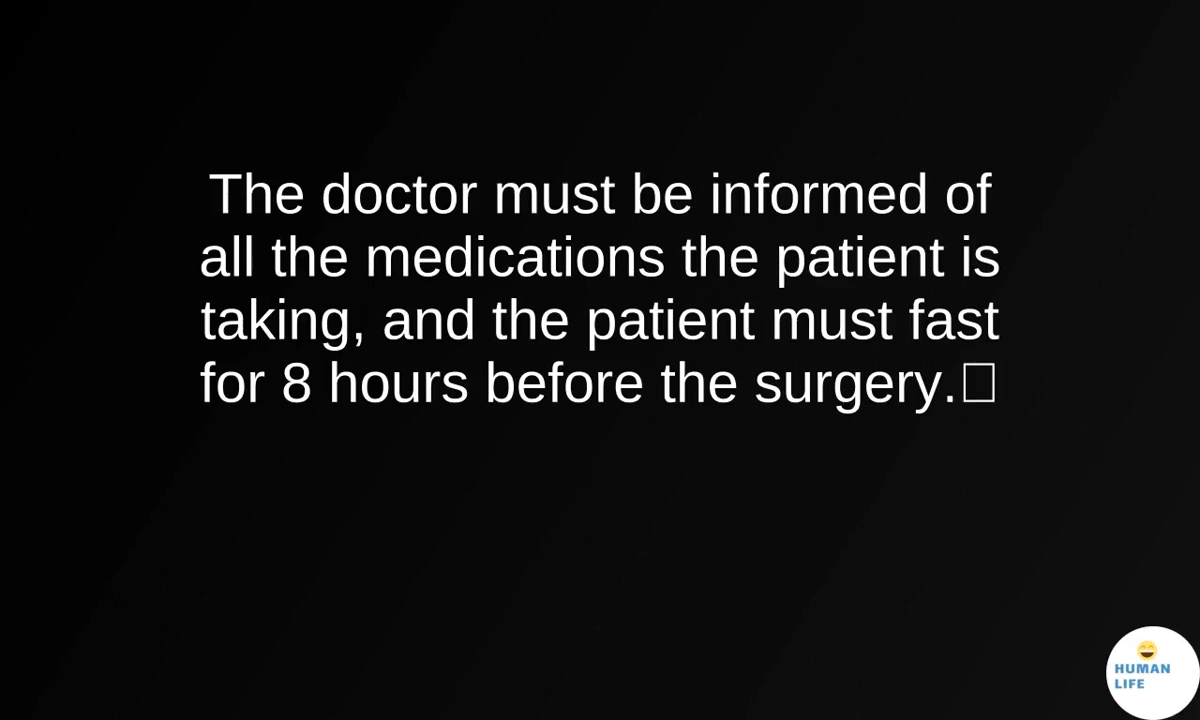 The doctor must be informed of
all the medications the patient is
taking, and the patient must fast
for 8 hours before the surgery.
HUMAN
LIFE